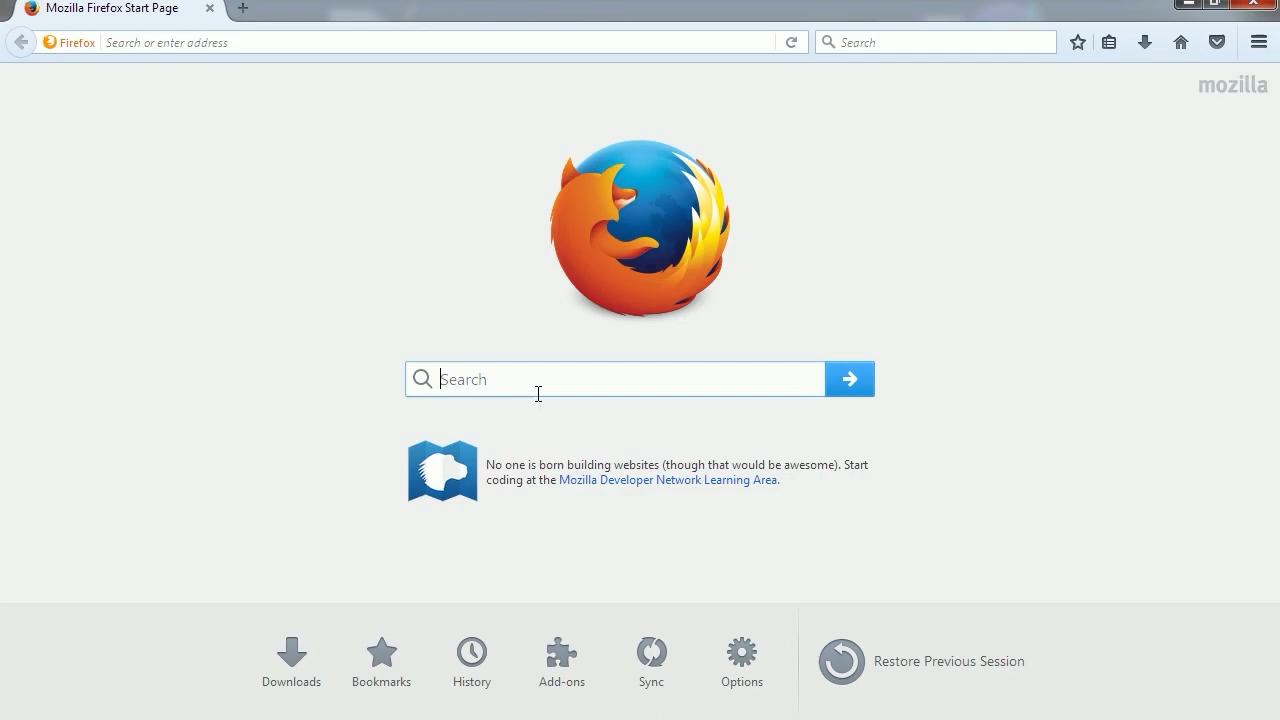 Mozilla Firefox Start Page
Firefox Search or enter address
Search
mozilla
Search
No one is born building websites (though that would be awesome). Start
coding at the Mozilla Developer Network Learning Area.
Downloads
Bookmarks
History
Add-ons
Sync
Options
Restore Previous Session